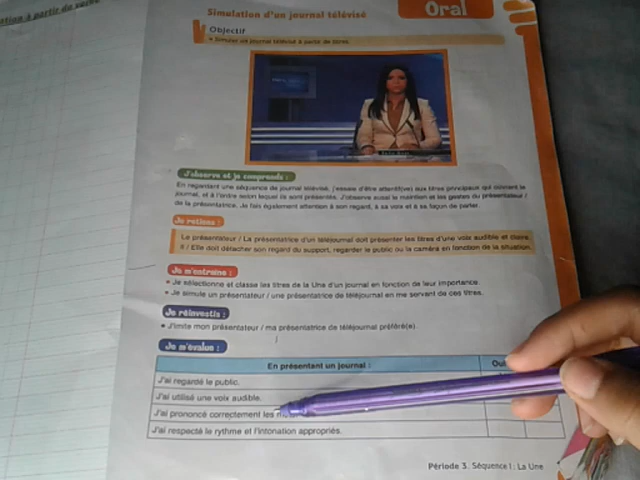 Simulation d'un journal télévisé
Oral
Objectif
• Simuler un journal télévisé à partir de titres.
J'observe et je comprends :
En regardant une séquence de journal télévisé, j'essaie d'être attentif(ve) aux titres principaux qui ouvrent le
journal, et à l'ordre selon lequel ils sont présentés. J'observe aussi le maintien et les gestes du présentateur /
de la présentatrice. Je fais également attention à son regard, à sa voix et à sa façon de parler.
Je retiens :
Le présentateur / La présentatrice d'un téléjournal doit présenter les titres d'une voix audible et claire.
Il / Elle doit détacher son regard du support, regarder le public ou la caméra en fonction de la situation.
Je m'entraîne :
• Je sélectionne et classe les titres de la Une d'un journal en fonction de leur importance.
• Je simule un présentateur / une présentatrice de téléjournal en me servant de ces titres.
Je réinvestis :
• J'imite mon présentateur / ma présentatrice de téléjournal préféré(e).
Je m'évalue :
En présentant un journal :
Oui
J'ai regardé le public.
J'ai utilisé une voix audible.
J'ai prononcé correctement les
J'ai respecté le rythme et l'intonation appropriés.
Période 3. Séquence 1 : La Une